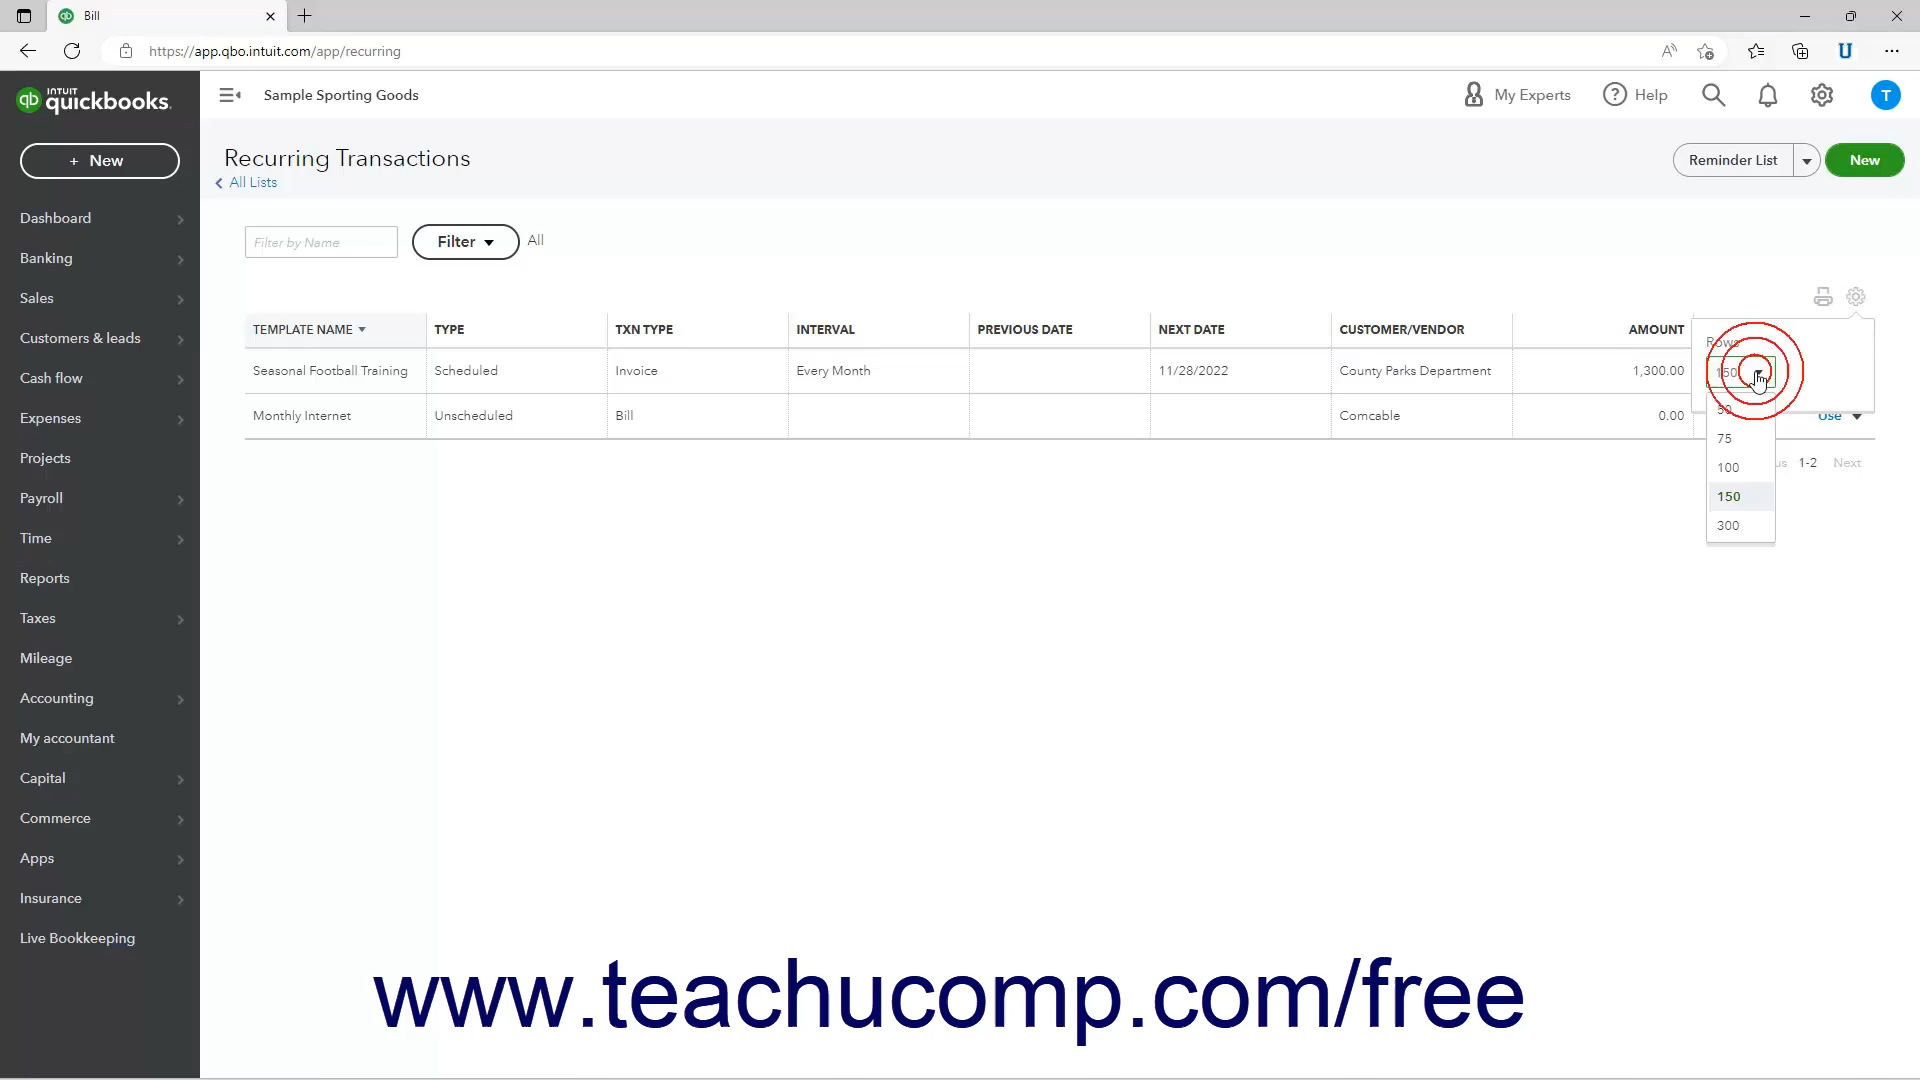 Bill
https://app.qbo.intuit.com/app/recurring
INTUIT
quickbooks.
Sample Sporting Goods
My Experts
Help
T
+ New
Recurring Transactions
All Lists
Reminder List
New
Dashboard
Banking
Sales
Customers & leads
Cash flow
Expenses
Projects
Payroll
Time
Reports
Taxes
Mileage
Accounting
My accountant
Capital
Commerce
Apps
Insurance
Live Bookkeeping
Filter by Name
Filter
All
TEMPLATE NAME TYPE TXN TYPE INTERVAL PREVIOUS DATE NEXT DATE CUSTOMER/VENDOR AMOUNT
Seasonal Football Training Scheduled Invoice Every Month 11/28/2022 County Parks Department 1,300.00
Monthly Internet Unscheduled Bill Comcable 0.00 Use
Rows
150
50
75
100
150
300
1-2 Next
www.teachucomp.com/free